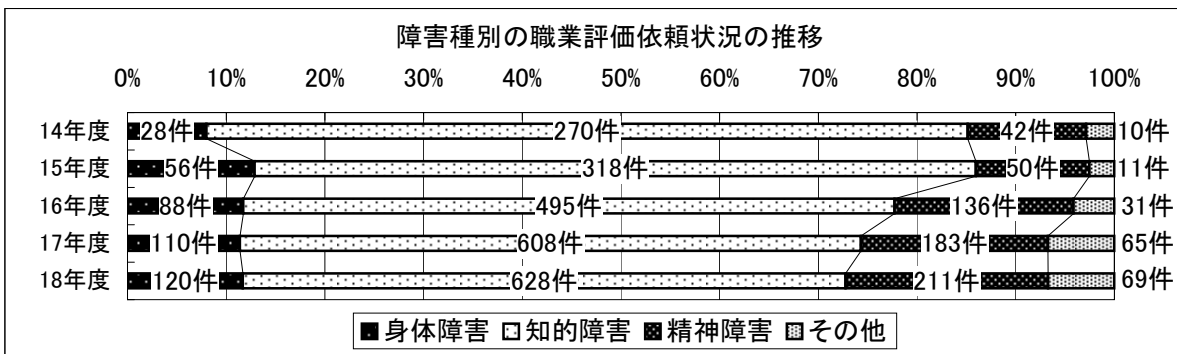 障害種別の職業評価依頼状況の推移
0% 10% 20% 30% 40% 50% 60% 70% 80% 90% 100%
14年度 28件 270件 42件 10件
15年度 56件 318件 50件 11件
16年度 88件 495件 136件 31件
17年度 110件 608件 183件 65件
18年度 120件 628件 211件 69件
身体障害 知的障害 精神障害 その他